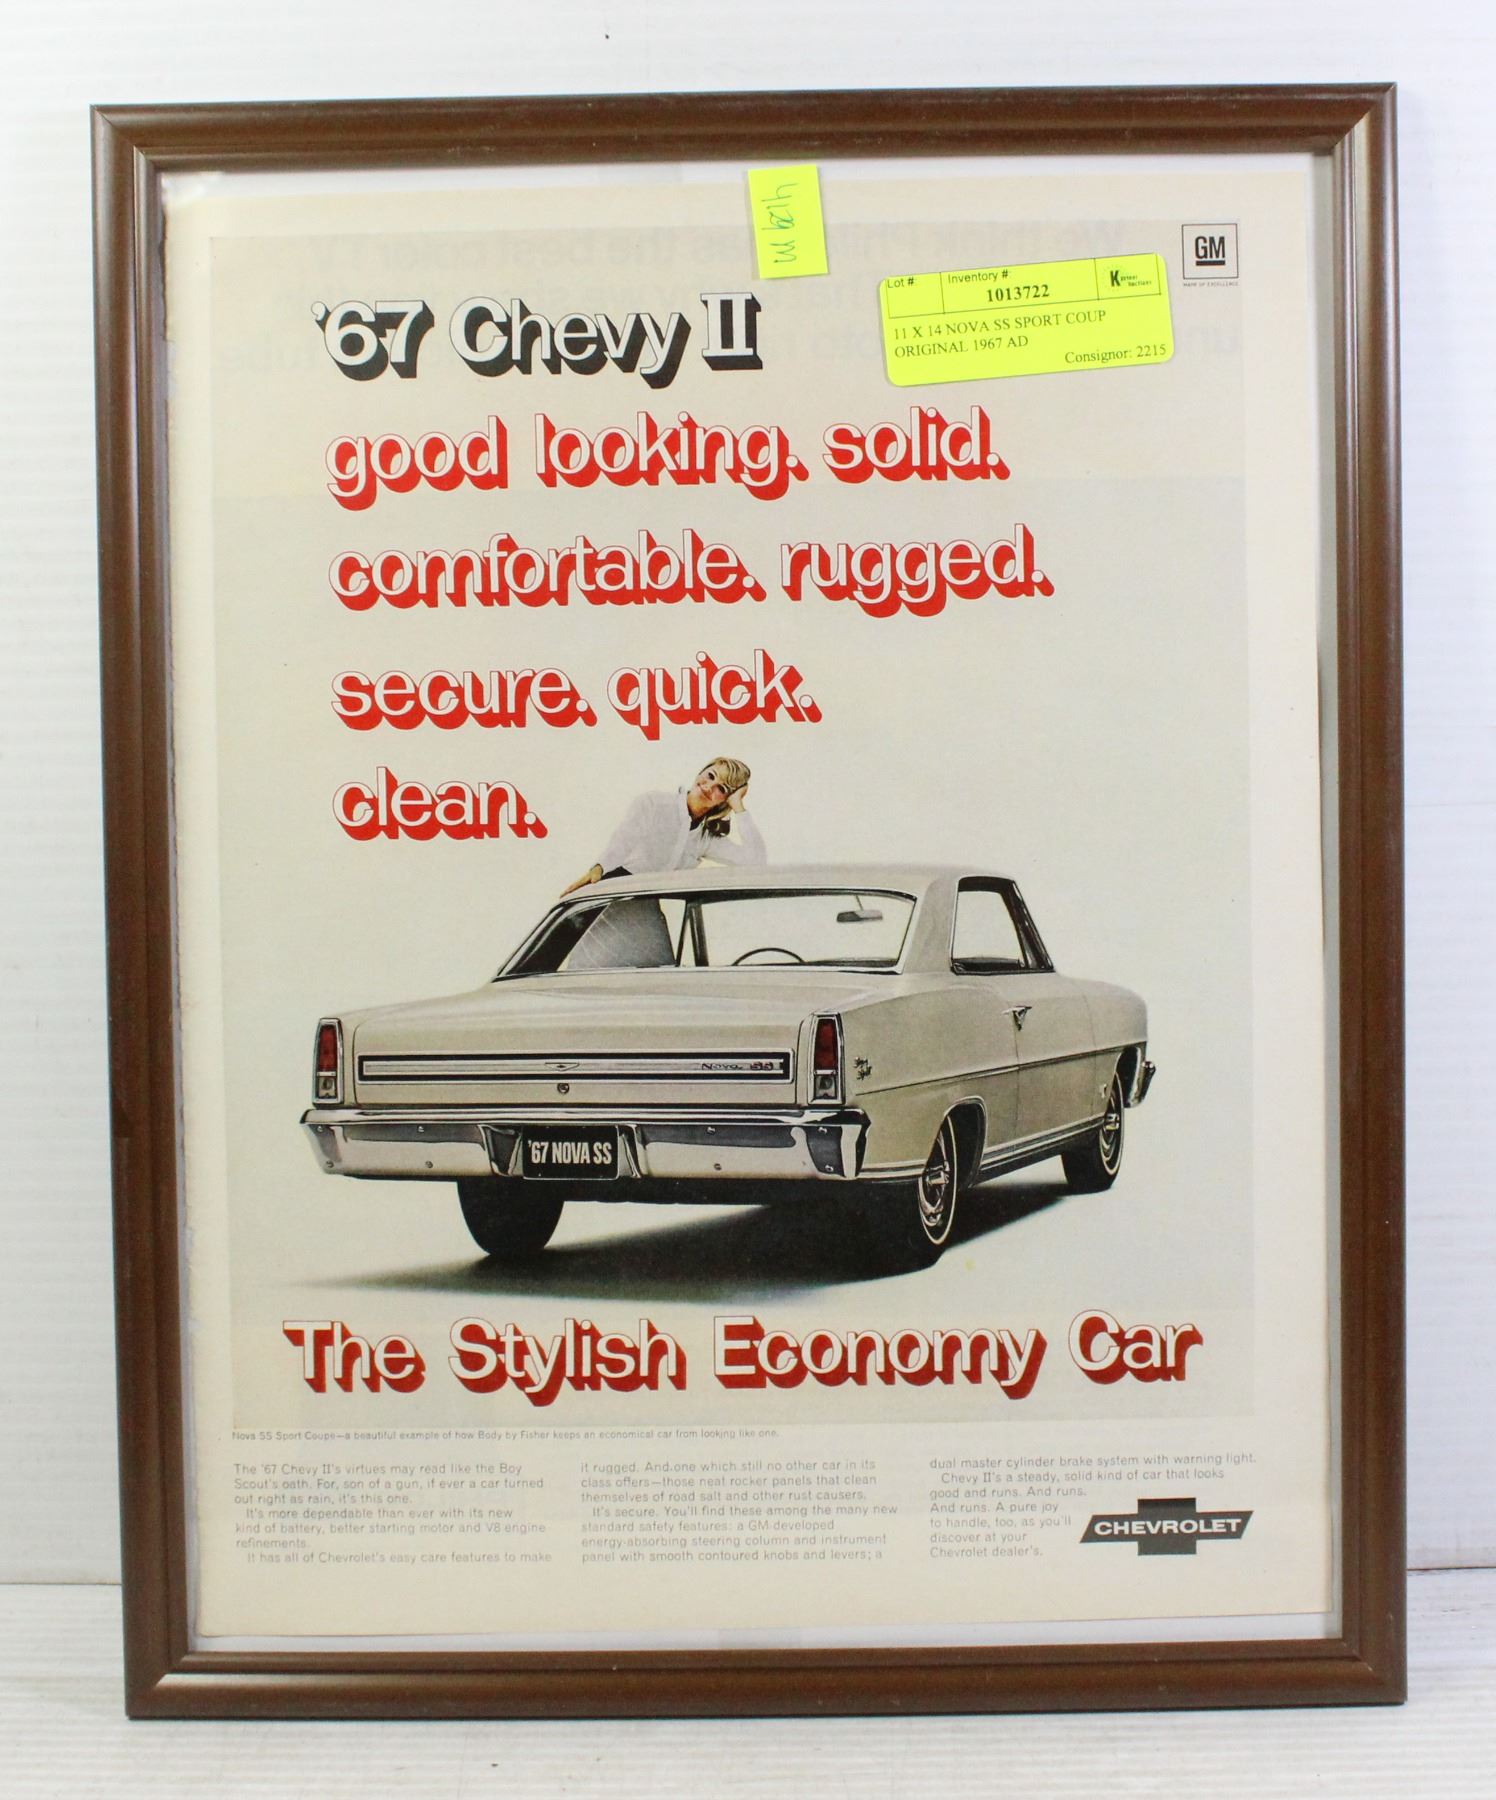 GM
MARK OF EXCELLENCE
Lot #
Inventory #:
1013722
11 X 14 NOVA SS SPORT COUP
ORIGINAL 1967 AD
Consignor: 2215
'67 Chevy II
good looking. solid.
comfortable. rugged.
secure. quick.
clean.
Nova SS
'67 NOVA SS
The Stylish Economy Car
Nova SS Sport Coupe—a beautiful example of how Body by Fisher keeps an economical car from looking like one.
The '67 Chevy II's virtues may read like the Boy
Scout's oath. For, son of a gun, if ever a car turned
out right as rain, it's this one.
It's more dependable than ever with its new
kind of battery, better starting motor and V8 engine
refinements.
It has all of Chevrolet's easy care features to make
it rugged. And one which still no other car in its
class offers—those neat rocker panels that clean
themselves of road salt and other rust causers.
It's secure. You'll find these among the many new
standard safety features: a GM-developed
energy-absorbing steering column and instrument
panel with smooth contoured knobs and levers; a
dual master cylinder brake system with warning light.
Chevy II's a steady, solid kind of car that looks
good and runs. And runs.
And runs. A pure joy
to handle, too, as you'll
discover at your
Chevrolet dealer's.
CHEVROLET